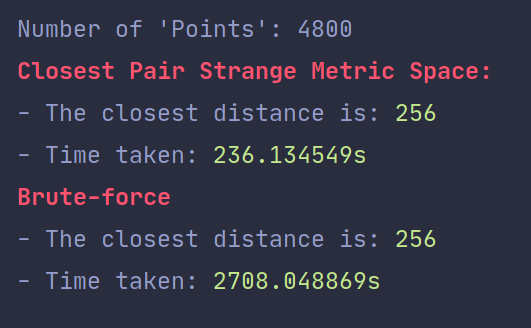 Number of 'Points': 4800
Closest Pair Strange Metric Space:
- The closest distance is: 256
- Time taken: 236.134549s
Brute-force
- The closest distance is: 256
- Time taken: 2708.048869s